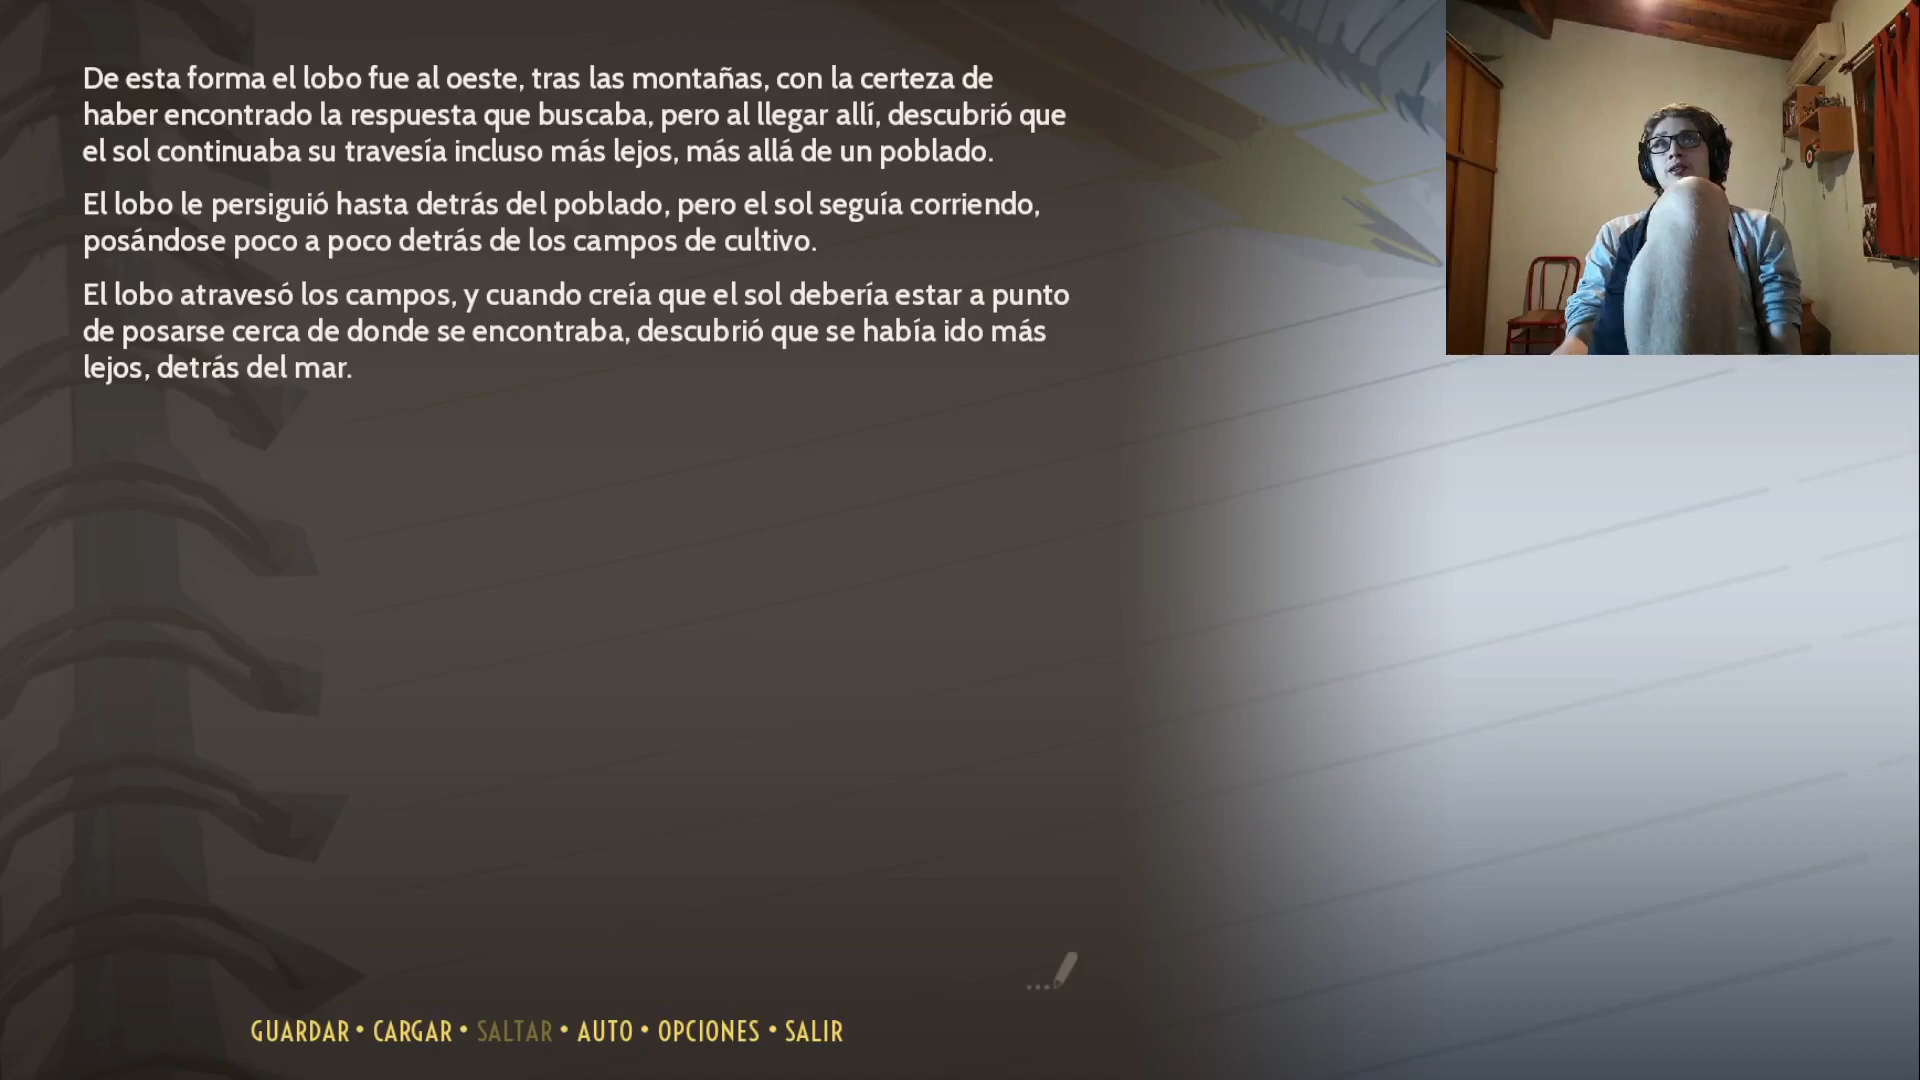 De esta forma el lobo fue al oeste, tras las montañas, con la certeza de
haber encontrado la respuesta que buscaba, pero al llegar allí, descubrió que
el sol continuaba su travesía incluso más lejos, más allá de un poblado.
El lobo le persiguió hasta detrás del poblado, pero el sol seguía corriendo,
posándose poco a poco detrás de los campos de cultivo.
El lobo atravesó los campos, y cuando creía que el sol debería estar a punto
de posarse cerca de donde se encontraba, descubrió que se había ido más
lejos, detrás del mar.
GUARDAR • CARGAR • SALTAR • AUTO • OPCIONES • SALIR